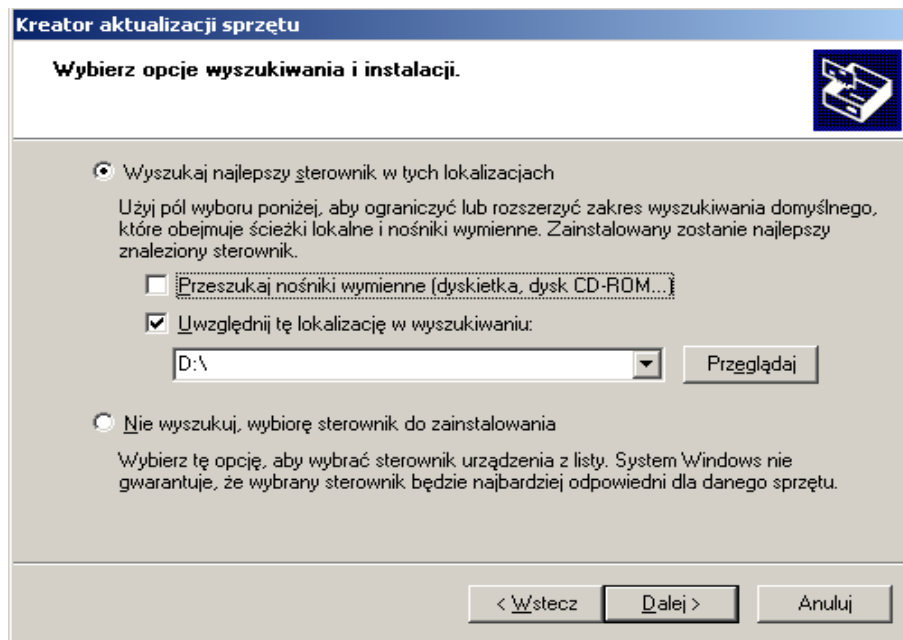 Kreator aktualizacji sprzętu
Wybierz opcje wyszukiwania i instalacji.
Wyszukaj najlepszy sterownik w tych lokalizacjach
Użyj pól wyboru poniżej, aby ograniczyć lub rozszerzyć zakres wyszukiwania domyślnego,
które obejmuje ścieżki lokalne i nośniki wymienne. Zainstalowany zostanie najlepszy
znaleziony sterownik.
Przeszukaj nośniki wymienne (dyskietka, dysk CD-ROM...)
Uwzględnij tę lokalizację w wyszukiwaniu:
D:\
Przeglądaj
Nie wyszukuj, wybiorę sterownik do zainstalowania
Wybierz tę opcję, aby wybrać sterownik urządzenia z listy. System Windows nie
gwarantuje, że wybrany sterownik będzie najbardziej odpowiedni dla danego sprzętu.
< Wstecz
Dalej >
Anuluj